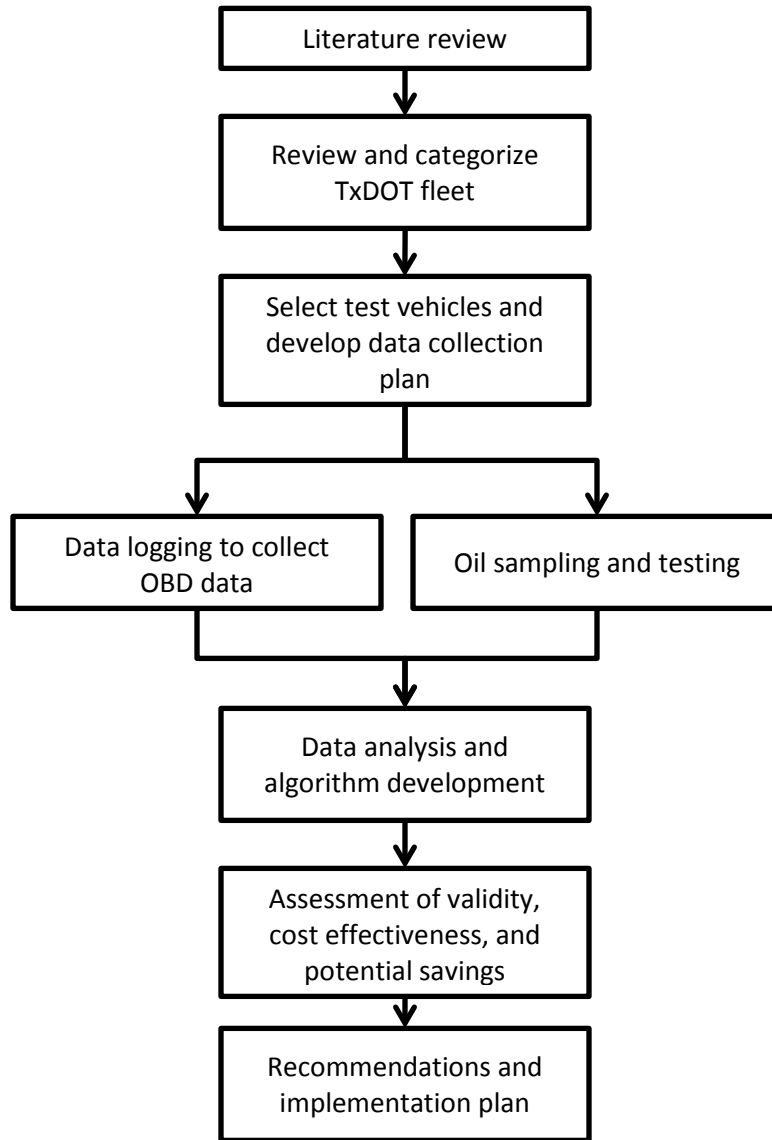 Literature review
Review and categorize
TxDOT fleet
Select test vehicles and
develop data collection
plan
Data logging to collect
OBD data
Oil sampling and testing
Data analysis and
algorithm development
Assessment of validity,
cost effectiveness, and
potential savings
Recommendations and
implementation plan